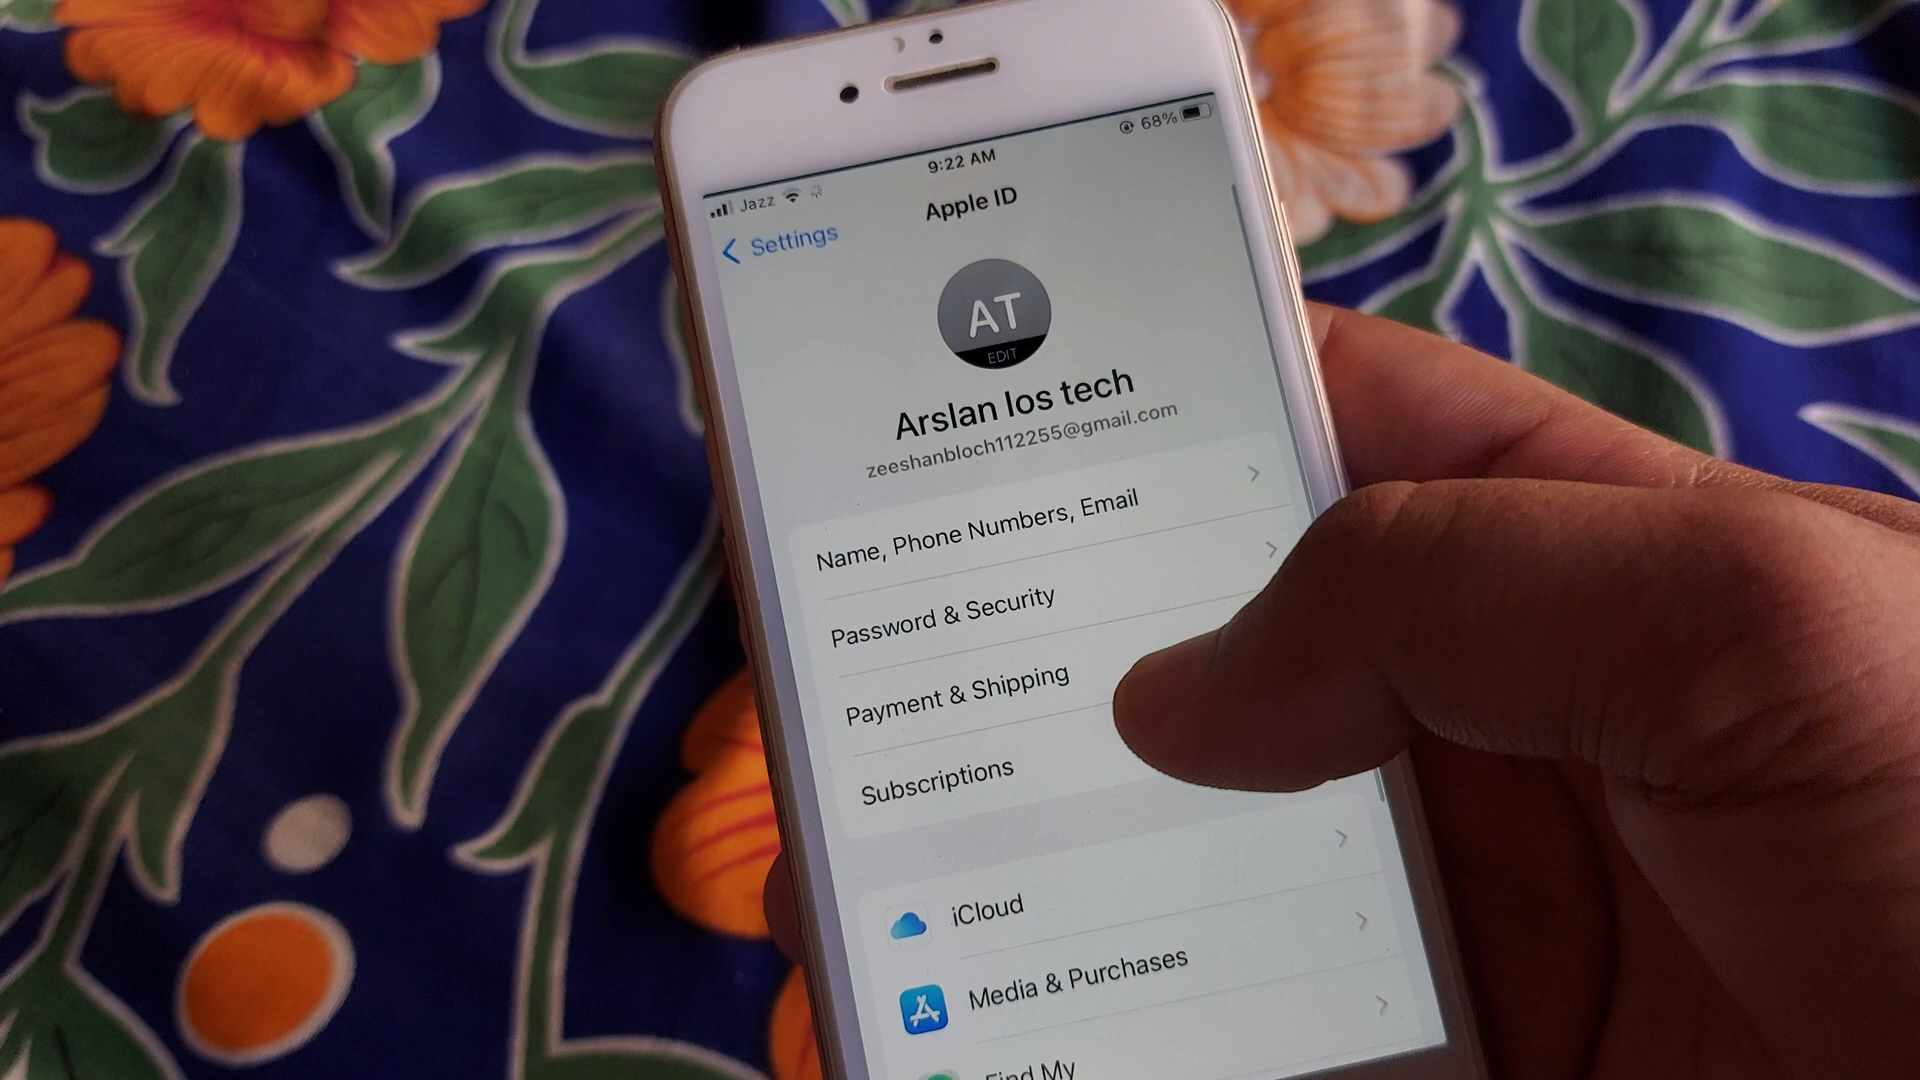 68%
9:22 AM
Jazz
Apple ID
Settings
AT
EDIT
Arslan Ios tech
zeeshanbloch112255@gmail.com
Name, Phone Numbers, Email
Password & Security
Payment & Shipping
Subscriptions
iCloud
Media & Purchases
Find My